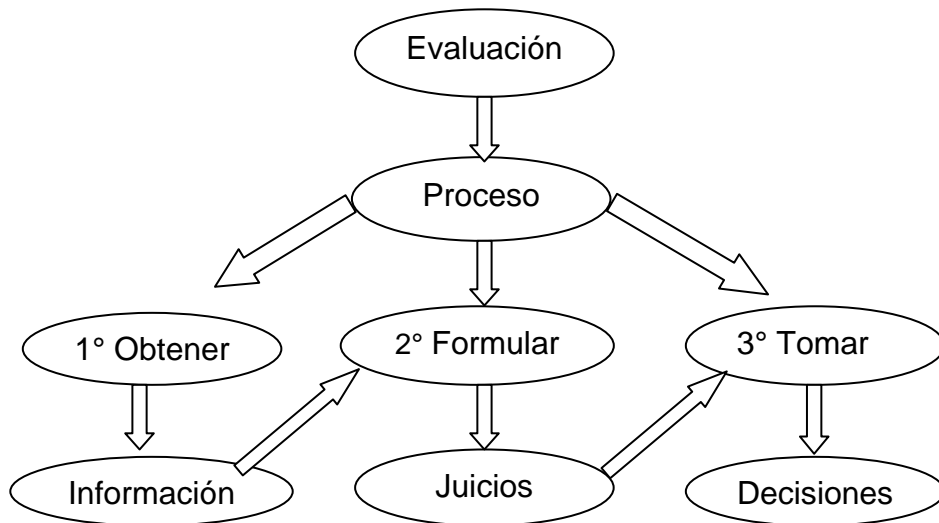 Evaluación
Proceso
1° Obtener
2° Formular
3° Tomar
Información
Juicios
Decisiones